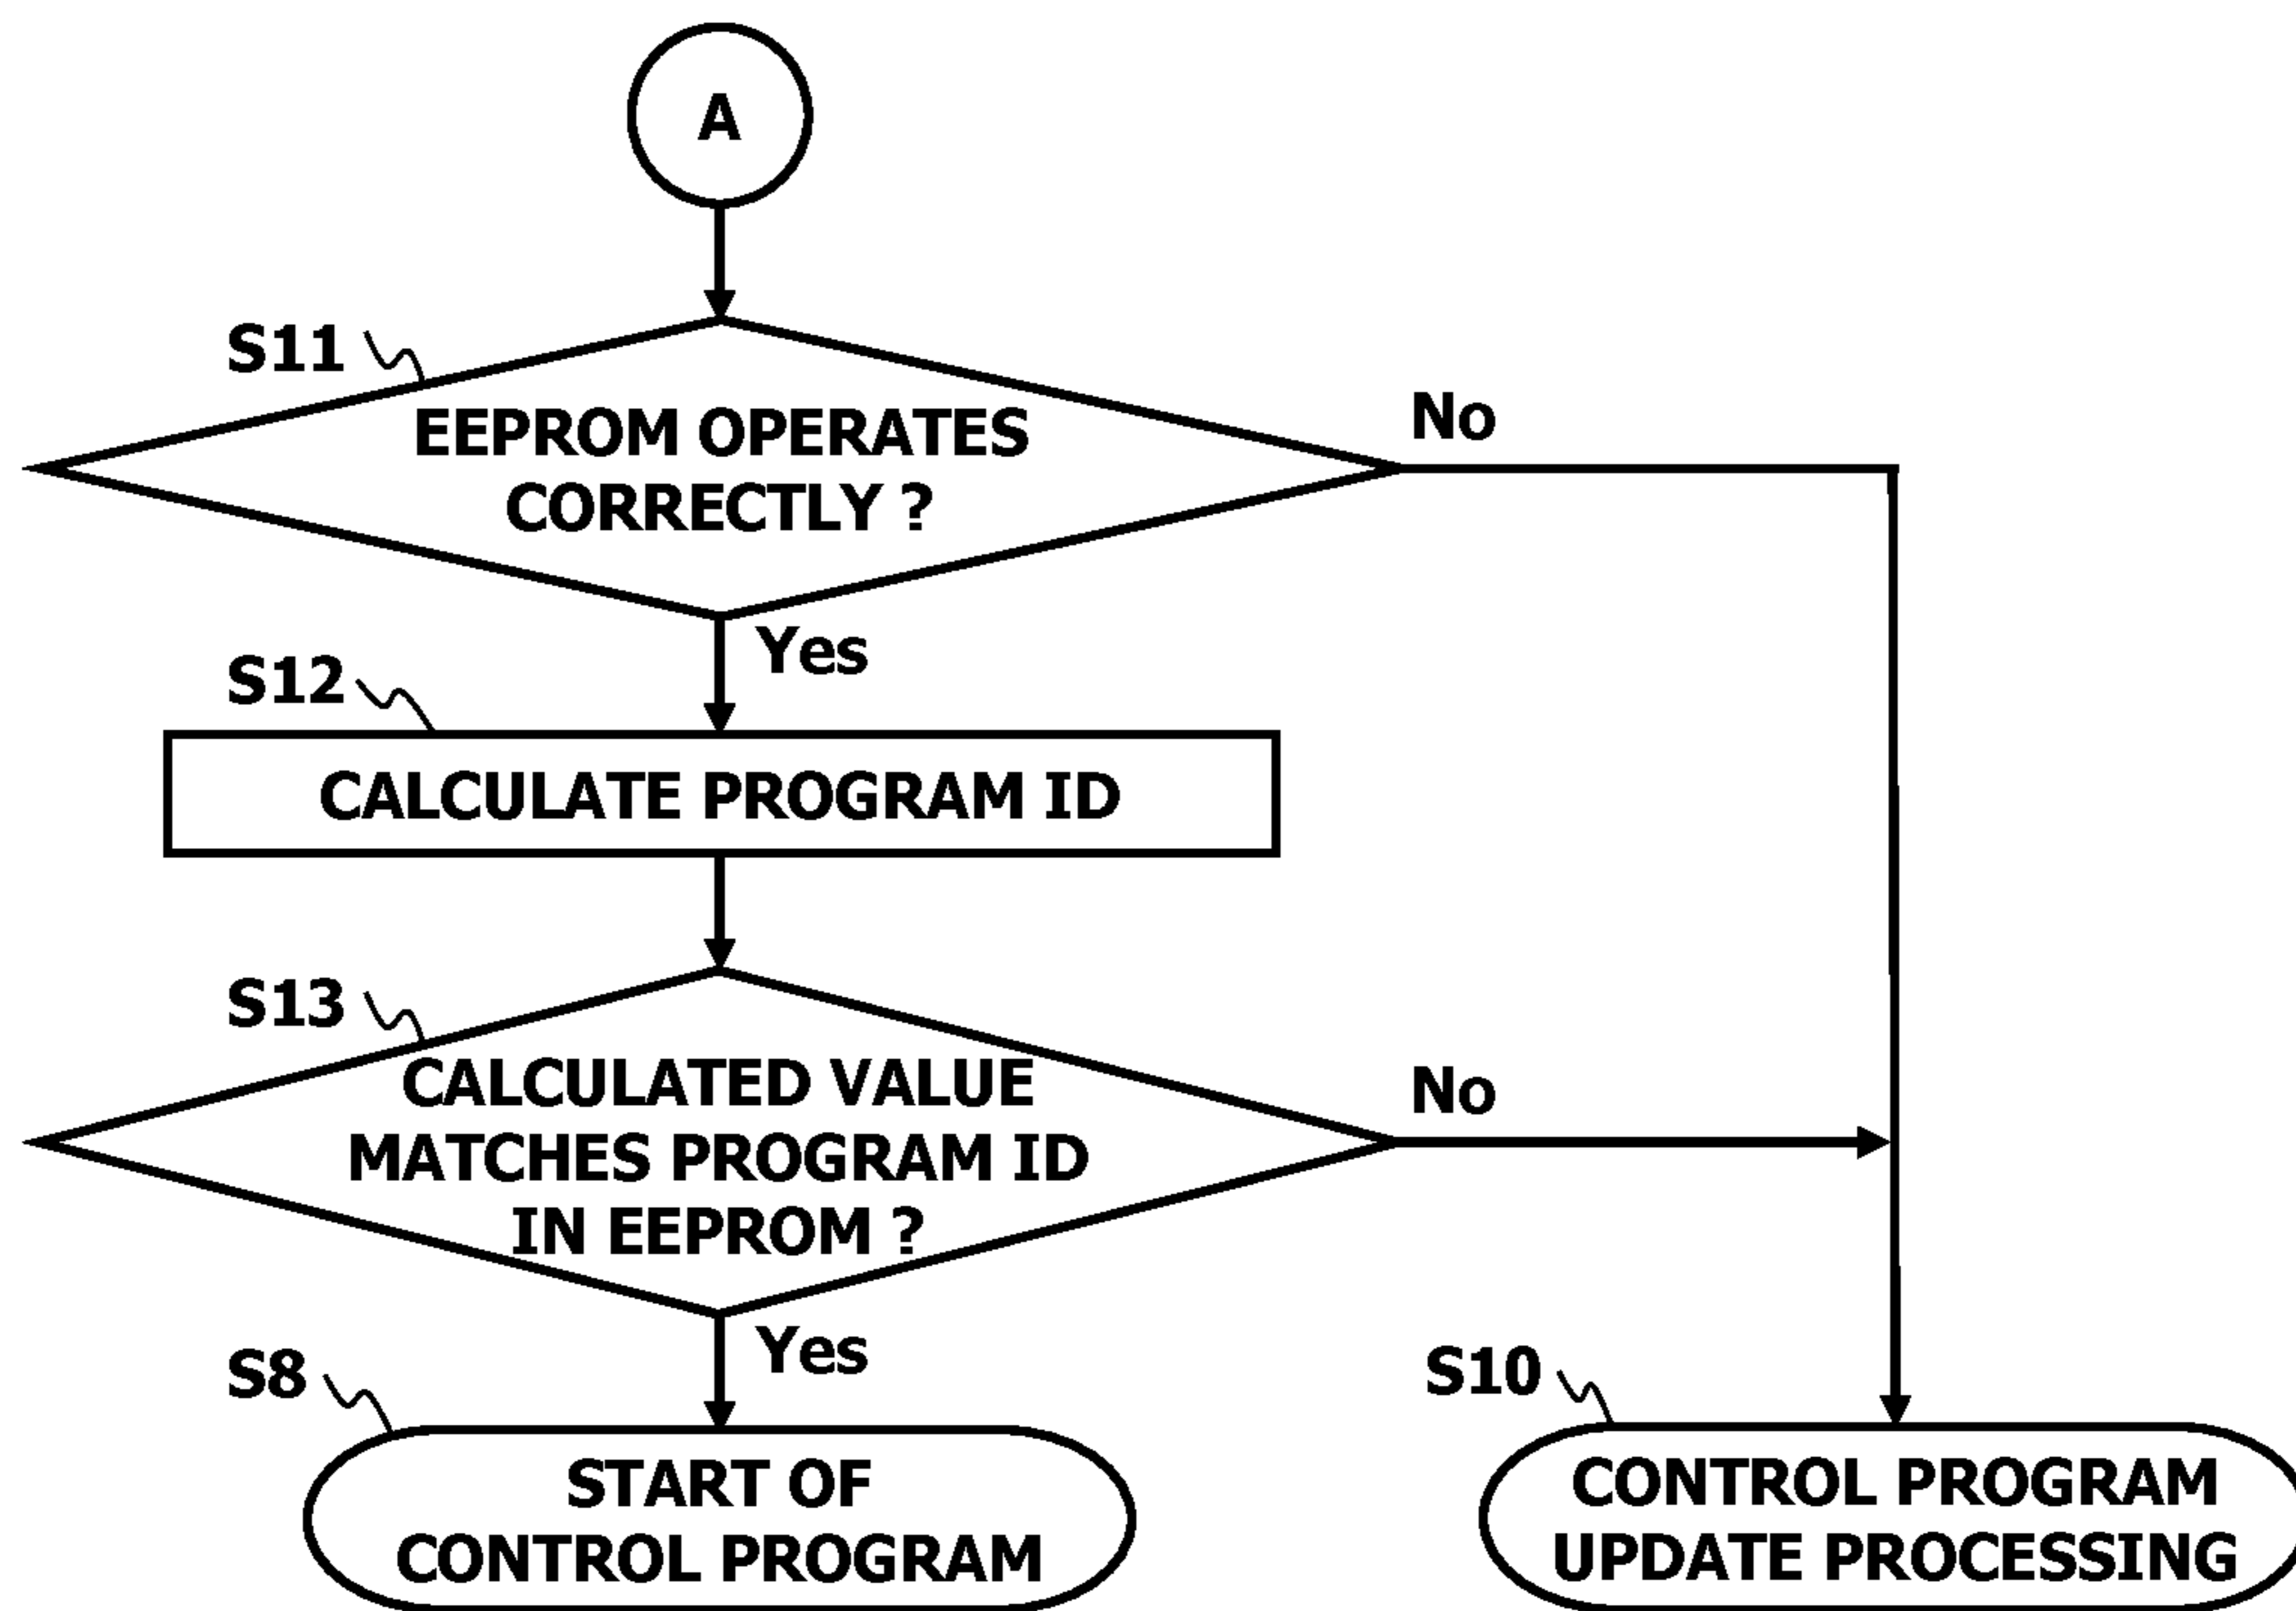 A
S11
EEPROM OPERATES
CORRECTLY ?
No
Yes
S12
CALCULATE PROGRAM ID
S13
CALCULATED VALUE
MATCHES PROGRAM ID
IN EEPROM ?
No
Yes
S8
START OF
CONTROL PROGRAM
S10
CONTROL PROGRAM
UPDATE PROCESSING